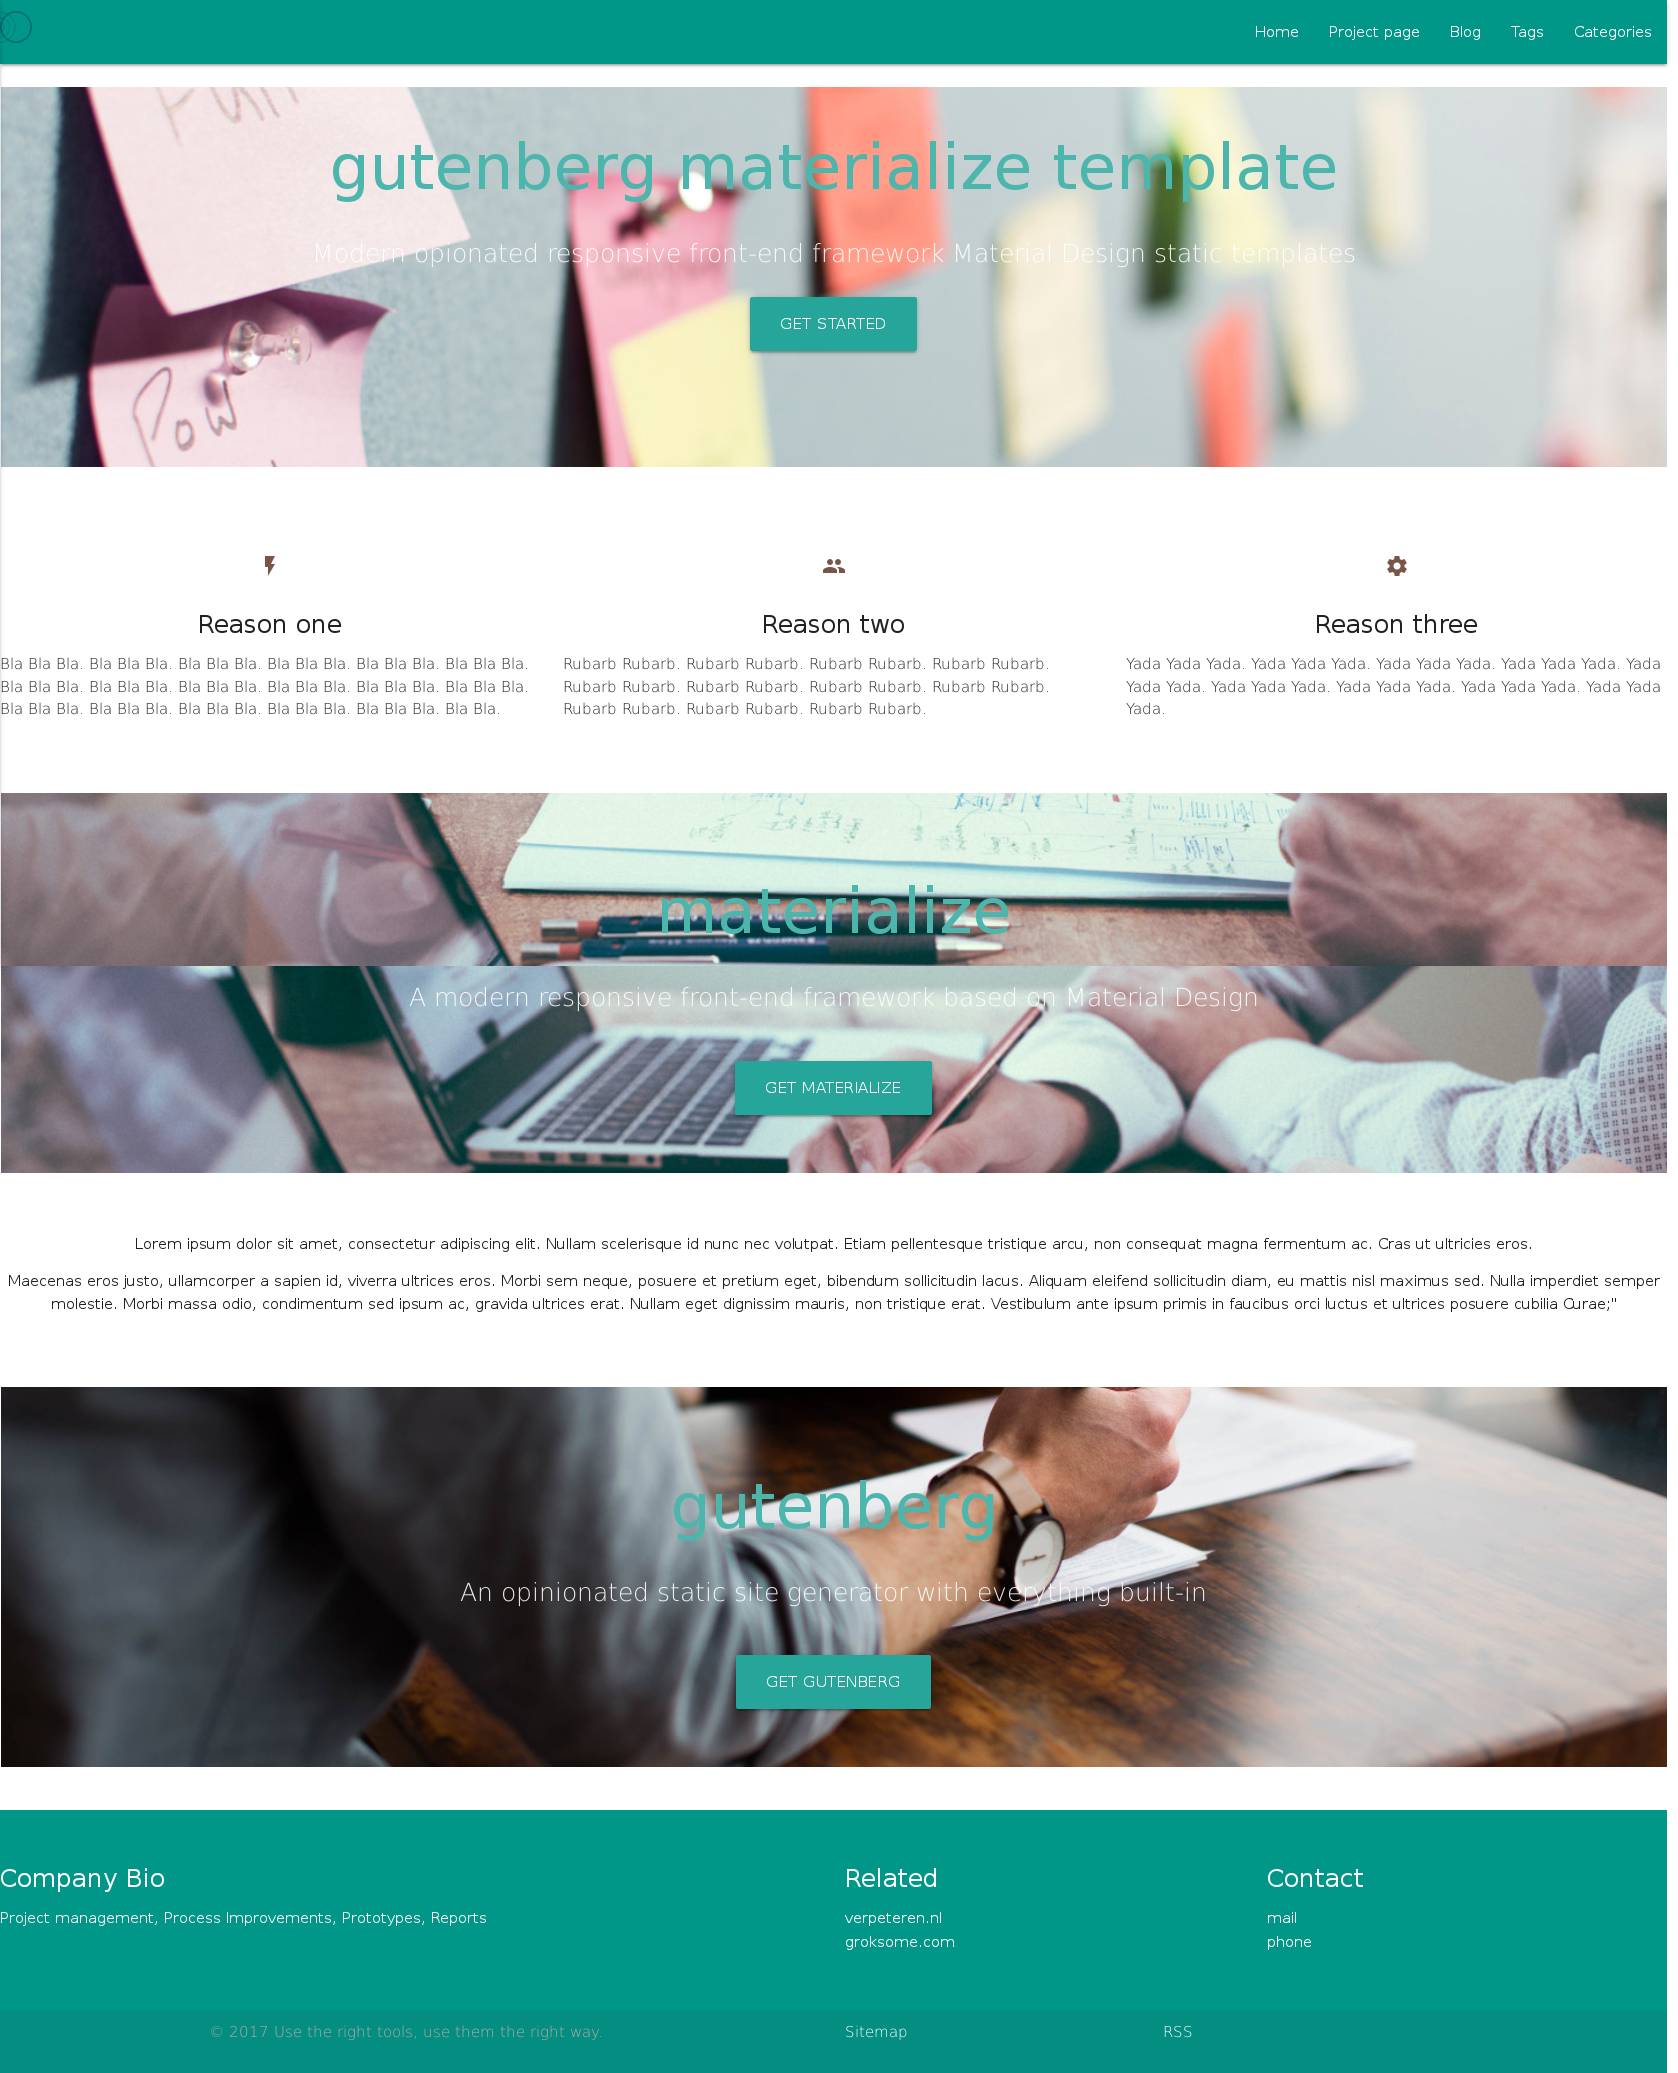 Home Project page Blog Tags Categories
Pull
gutenberg materialize template
Modern opionated responsive front-end framework Material Design static templates
GET STARTED
Pow
Reason one
Bla Bla Bla. Bla Bla Bla. Bla Bla Bla. Bla Bla Bla. Bla Bla Bla. Bla Bla Bla.
Bla Bla Bla. Bla Bla Bla. Bla Bla Bla. Bla Bla Bla. Bla Bla Bla. Bla Bla Bla.
Bla Bla Bla. Bla Bla Bla. Bla Bla Bla. Bla Bla Bla. Bla Bla Bla. Bla Bla.
Reason two
Rubarb Rubarb. Rubarb Rubarb. Rubarb Rubarb. Rubarb Rubarb.
Rubarb Rubarb. Rubarb Rubarb. Rubarb Rubarb. Rubarb Rubarb.
Rubarb Rubarb. Rubarb Rubarb. Rubarb Rubarb.
Reason three
Yada Yada Yada. Yada Yada Yada. Yada Yada Yada. Yada Yada Yada. Yada
Yada Yada. Yada Yada Yada. Yada Yada Yada. Yada Yada Yada. Yada Yada
Yada.
materialize
A modern responsive front-end framework based on Material Design
GET MATERIALIZE
Lorem ipsum dolor sit amet, consectetur adipiscing elit. Nullam scelerisque id nunc nec volutpat. Etiam pellentesque tristique arcu, non consequat magna fermentum ac. Cras ut ultricies eros.
Maecenas eros justo, ullamcorper a sapien id, viverra ultrices eros. Morbi sem neque, posuere et pretium eget, bibendum sollicitudin lacus. Aliquam eleifend sollicitudin diam, eu mattis nisl maximus sed. Nulla imperdiet semper
molestie. Morbi massa odio, condimentum sed ipsum ac, gravida ultrices erat. Nullam eget dignissim mauris, non tristique erat. Vestibulum ante ipsum primis in faucibus orci luctus et ultrices posuere cubilia Curae;"
gutenberg
An opinionated static site generator with everything built-in
GET GUTENBERG
Company Bio
Project management, Process Improvements, Prototypes, Reports
Related
verpeteren.nl
groksome.com
Contact
mail
phone
© 2017 Use the right tools, use them the right way.
Sitemap
RSS